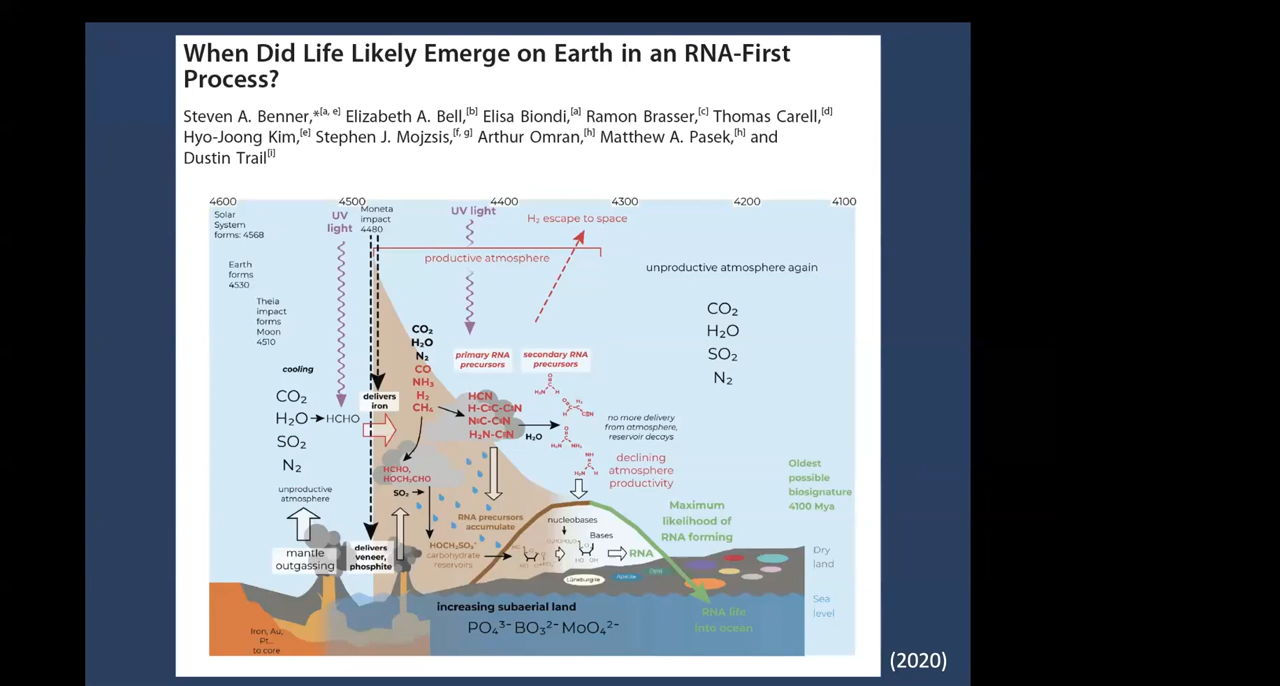 When Did Life Likely Emerge on Earth in an RNA-First
Process?
Steven A. Benner,*[a, e] Elizabeth A. Bell,[b] Elisa Biondi,[a] Ramon Brasser,[c] Thomas Carell,[d]
Hyo-Joong Kim,[e] Stephen J. Mojzsis,[f, g] Arthur Omran,[h] Matthew A. Pasek,[h] and
Dustin Trail[i]
4600 4500 4400 4300 4200 4100
Solar
System
forms: 4568
Earth
forms
4530
Theia
impact
forms
Moon
4510
UV
light
Moneta
impact
4480
UV light
H₂ escape to space
productive atmosphere
unproductive atmosphere again
CO₂
H₂O
SO₂
N₂
cooling
CO₂
H₂O → HCHO
SO₂
N₂
unproductive
atmosphere
mantle
outgassing
delivers
iron
delivers
veneer,
phosphite
CO₂
H₂O
N₂
CO
NH₃
H₂
CH₄
primary RNA
precursors
secondary RNA
precursors
HCN
H-C≡C-C≡N
N≡C-C≡N
H₂N-C≡N
H₂O
no more delivery
from atmosphere,
reservoir decays
declining
atmosphere
productivity
HCHO,
HOCH₂CHO
SO₂
RNA precursors
accumulate
HOCH₂SO₃⁻
carbohydrate
reservoirs
nucleobases
Bases
RNA
Lüneburgite
Apatite
Maximum
likelihood of
RNA forming
Oldest
possible
biosignature
4100 Mya
Dry
land
Sea
level
increasing subaerial land
PO₄³⁻ BO₃²⁻ MoO₄²⁻
RNA life
into ocean
Iron, Au,
Pt...
to core
(2020)